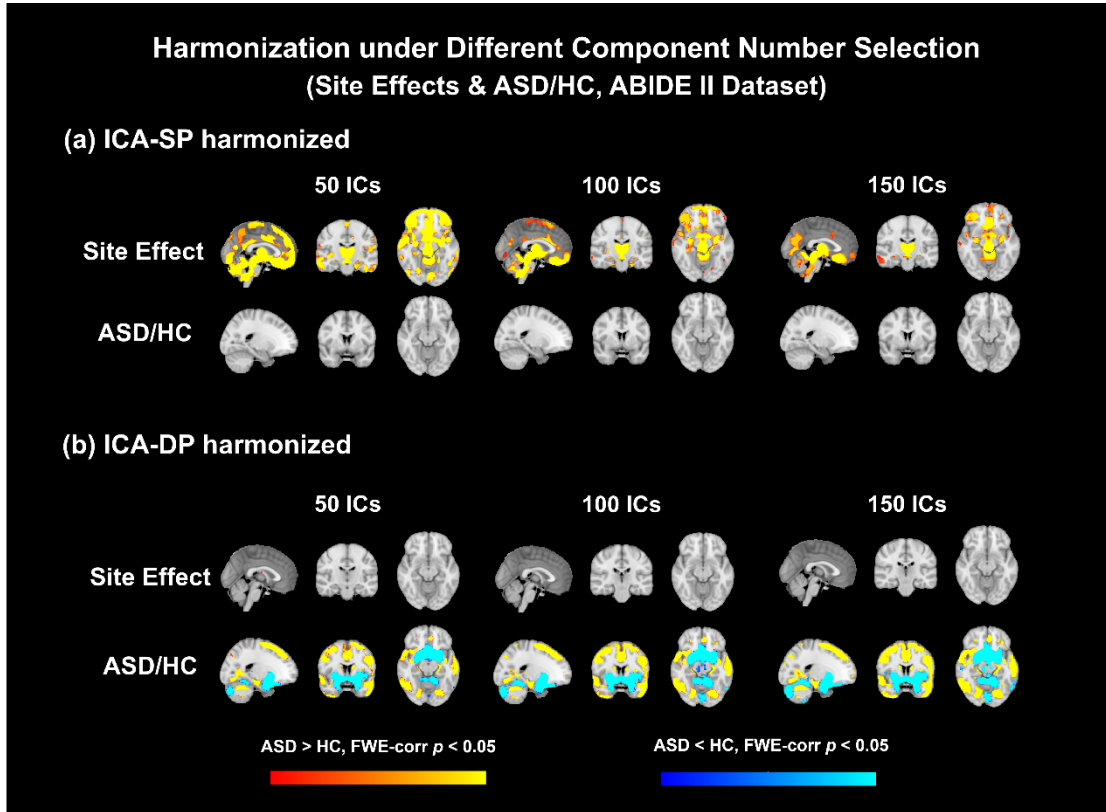 Harmonization under Different Component Number Selection
(Site Effects & ASD/HC, ABIDE II Dataset)
(a) ICA-SP harmonized
50 ICs 100 ICs 150 ICs
Site Effect
ASD/HC
(b) ICA-DP harmonized
50 ICs 100 ICs 150 ICs
Site Effect
ASD/HC
ASD > HC, FWE-corr p < 0.05 ASD < HC, FWE-corr p < 0.05